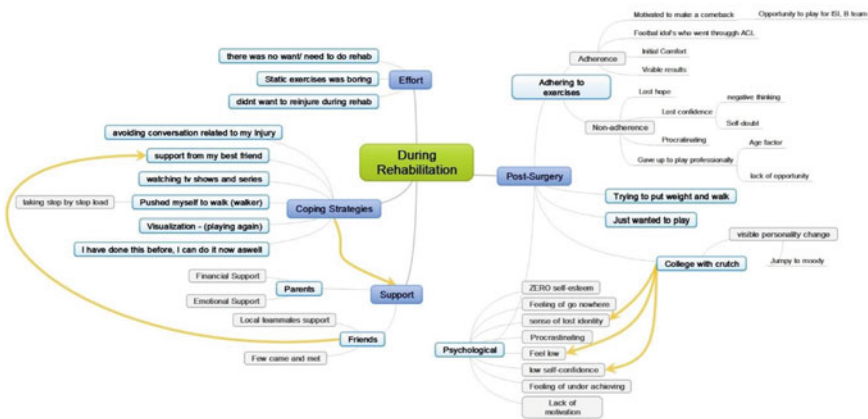 there was no want/ need to do rehab
Static exercises was boring
didnt want to reinjure during rehab
Effort
avoiding conversation related to my injury
support from my best friend
watching tv shows and series
taking step by step load
Pushed myself to walk (walker)
Visualization - (playing again)
I have done this before, I can do it now aswell
Coping Strategies
Financial Support
Emotional Support
Parents
Support
Local teammates support
Few came and met
Friends
During
Rehabilitation
Post-Surgery
Adhering to
exercises
Adherence
Motivated to make a comeback
Opportunity to play for ISL B team
Footbal idol's who went through ACL
Initial Comfort
Visible results
Non-adherence
Lost hope
Lost confidence
negative thinking
Self-doubt
Procratinating
Gave up to play professionally
Age factor
lack of opportunity
Trying to put weight and walk
Just wanted to play
College with crutch
visible personality change
Jumpy to moody
Psychological
ZERO self-esteem
Feeling of go nowhere
sense of lost identity
Procrastinating
Feel low
low self-confidence
Feeling of under achieving
Lack of
motivation